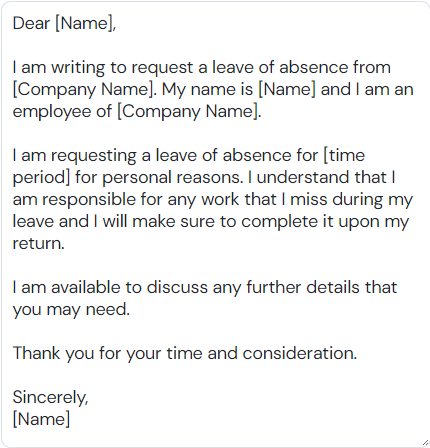 Dear [Name],
I am writing to request a leave of absence from
[Company Name]. My name is [Name] and I am an
employee of [Company Name].
I am requesting a leave of absence for [time
period] for personal reasons. I understand that I
am responsible for any work that I miss during my
leave and I will make sure to complete it upon my
return.
I am available to discuss any further details that
you may need.
Thank you for your time and consideration.
Sincerely,
[Name]